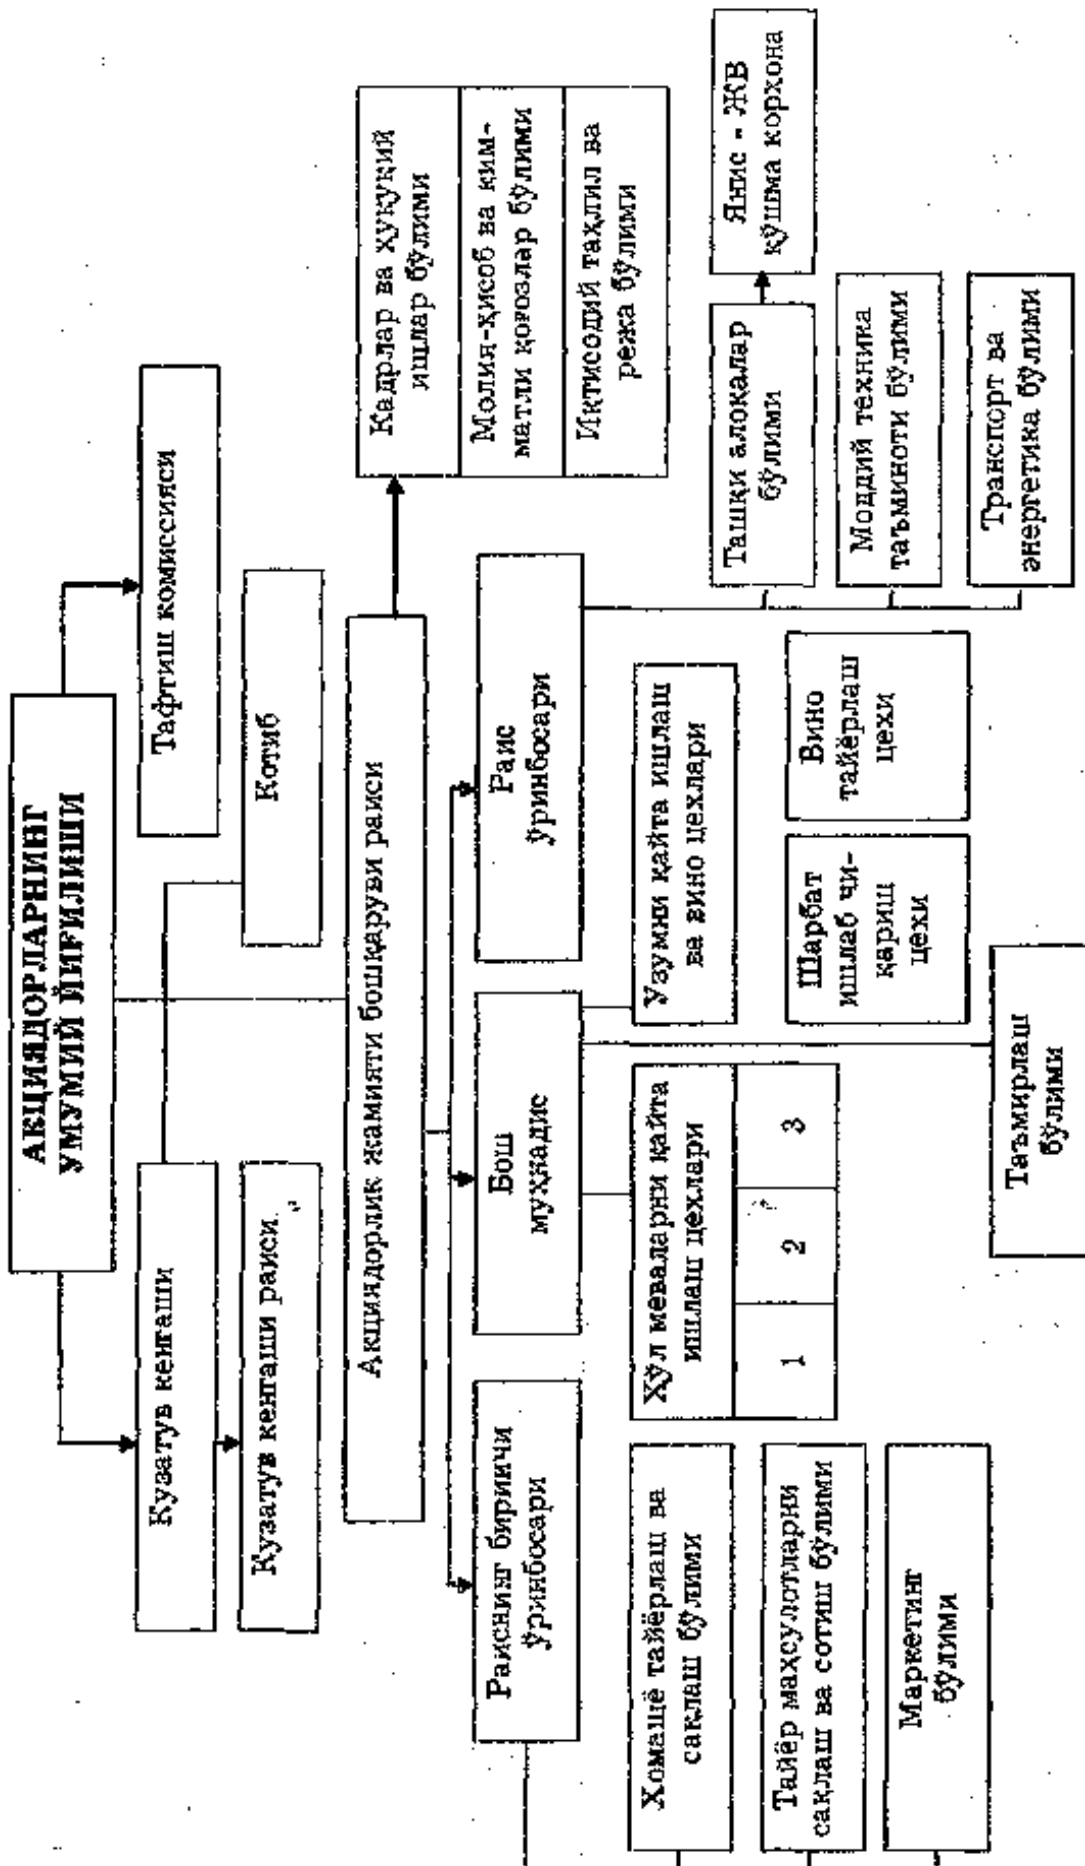 АКЦИЯДОРЛАРНИНГ
УМУМИЙ ЙИҒИЛИШИ
Кузатув кенгаши
Тафтиш комиссияси
Кузатув кенгаши раиси
Котиб
Акциядорлик жамияти бошқаруви раиси
Кадрлар ва ҳуқуқий
ишлар бўлими
Молия-ҳисоб ва қим-
матли қоғозлар бўлими
Иқтисодий таҳлил ва
режа бўлими
Раиснинг биринчи
ўринбосари
Бош
муҳнадис
Раис
ўринбосари
Хомашё тайёрлаш ва
сақлаш бўлими
Тайёр маҳсулотларни
сақлаш ва сотиш бўлими
Маркетинг
бўлими
Ҳўл меваларни қайта
ишлаш цехлари
1 2 3
Узумни қайта ишлаш
ва вино цехлари
Шарбат
ишлаб чи-
қариш
цехи
Вино
тайёрлаш
цехи
Таъмирлаш
бўлими
Ташқи алоқалар
бўлими
Янис - ЖВ
қўшма корхона
Моддий техника
таъминоти бўлими
Транспорт ва
энергетика бўлими